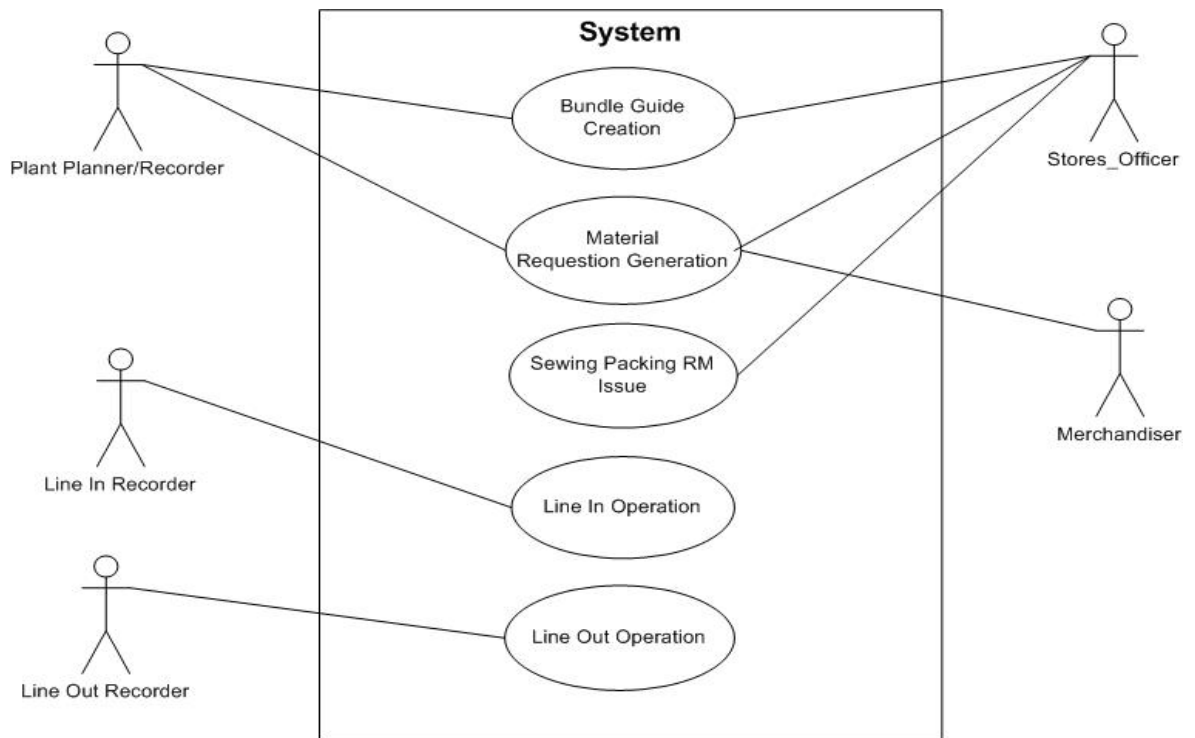 System
Bundle Guide
Creation
Plant Planner/Recorder
Stores_Officer
Material
Requestion Generation
Sewing Packing RM
Issue
Merchandiser
Line In Recorder
Line In Operation
Line Out Operation
Line Out Recorder